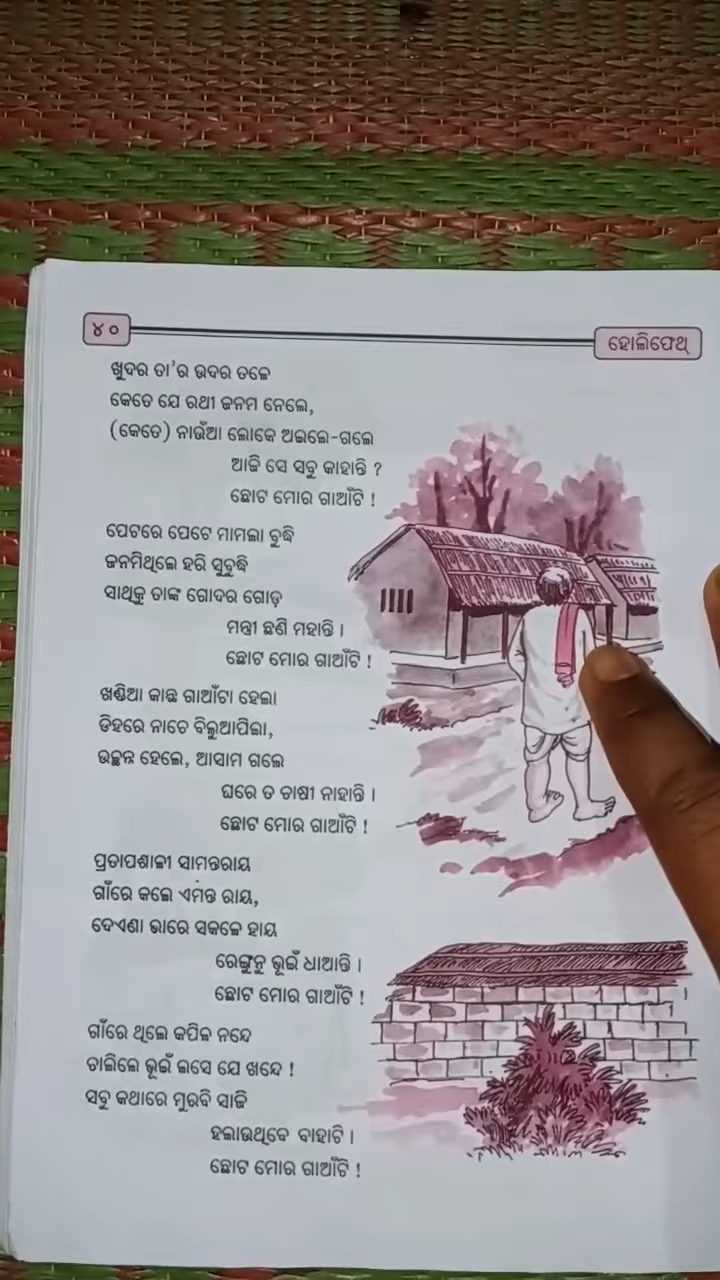 ୪୦
ହୋଲିଫେଥ୍
ଖୁଦର ତା'ର ଉଦର ତଳେ
କେତେ ଯେ ରଥୀ ଜନମ ନେଲେ,
(କେତେ) ନାଉଁଆ ଲୋକେ ଅଇଲେ-ଗଲେ
ଆଜି ସେ ସବୁ କାହାନ୍ତି ?
ଛୋଟ ମୋର ଗାଆଁଟି !
ପେଟରେ ପେଟେ ମାମଲା ବୁଦ୍ଧି
ଜନମିଥିଲେ ହରି ସୁବୁଦ୍ଧି
ସାଥିକୁ ତାଙ୍କ ଗୋଦର ଗୋଡ଼
ମନ୍ତ୍ରୀ ଛଣି ମହାନ୍ତି ।
ଛୋଟ ମୋର ଗାଆଁଟି !
ଖଣ୍ଡିଆ କାଛ ଗାଆଁଟା ହେଲା
ଡିହରେ ନାଚେ ବିଲୁଆପିଲା,
ଉଚ୍ଛନ୍ନ ହେଲେ, ଆସାମ ଗଲେ
ଘରେ ତ ଚାଷୀ ନାହାନ୍ତି ।
ଛୋଟ ମୋର ଗାଆଁଟି !
ପ୍ରତାପଶାଳୀ ସାମନ୍ତରାୟ
ଗାଁରେ କଲେ ଏମନ୍ତ ରାୟ,
ଦେଏଣା ଭାରେ ସକଳେ ହାୟ
ରେଙ୍ଗୁନୁ ଭୂଇଁ ଧାଆନ୍ତି ।
ଛୋଟ ମୋର ଗାଆଁଟି !
ଗାଁରେ ଥିଲେ କପିଳ ନନ୍ଦେ
ଚାଲିଲେ ଭୂଇଁ ଲସେ ଯେ ଖନ୍ଦେ !
ସବୁ କଥାରେ ମୁରବି ସାଜି
ହଲାଉଥିବେ ବାହାଟି ।
ଛୋଟ ମୋର ଗାଆଁଟି !